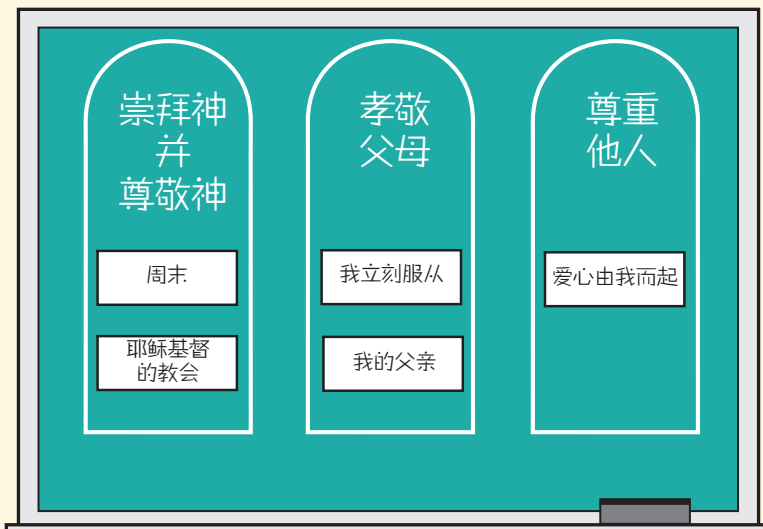 崇拜神
并
尊敬神
周末
耶稣基督
的教会
孝敬
父母
我立刻服从
我的父亲
尊重
他人
爱心由我而起